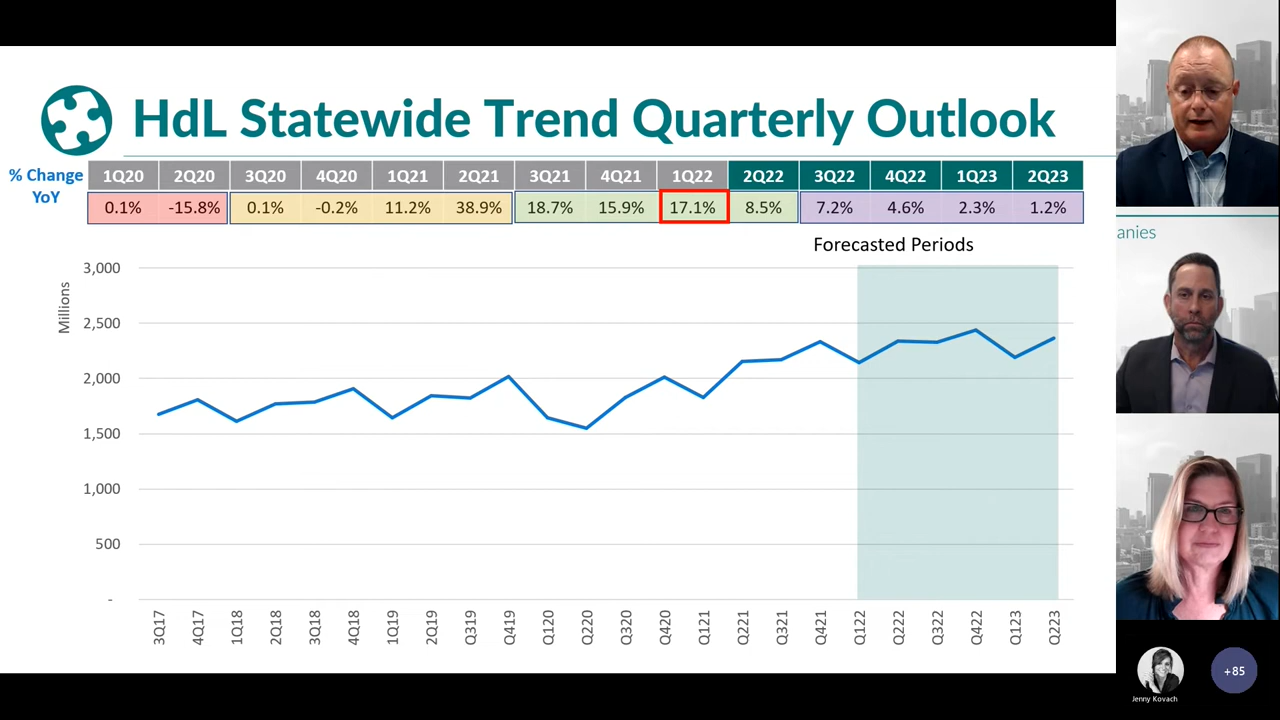 HdL Statewide Trend Quarterly Outlook
% Change YoY
1Q20 2Q20 3Q20 4Q20 1Q21 2Q21 3Q21 4Q21 1Q22 2Q22 3Q22 4Q22 1Q23 2Q23
0.1% -15.8% 0.1% -0.2% 11.2% 38.9% 18.7% 15.9% 17.1% 8.5% 7.2% 4.6% 2.3% 1.2%
Forecasted Periods
Millions
3,000
2,500
2,000
1,500
1,000
500
-
3Q17 4Q17 1Q18 2Q18 3Q18 4Q18 1Q19 2Q19 3Q19 Q419 Q120 Q220 Q320 Q420 Q121 Q221 Q321 Q421 Q122 Q222 Q322 Q422 Q123 Q223
anies
Jenny Kovach
+85